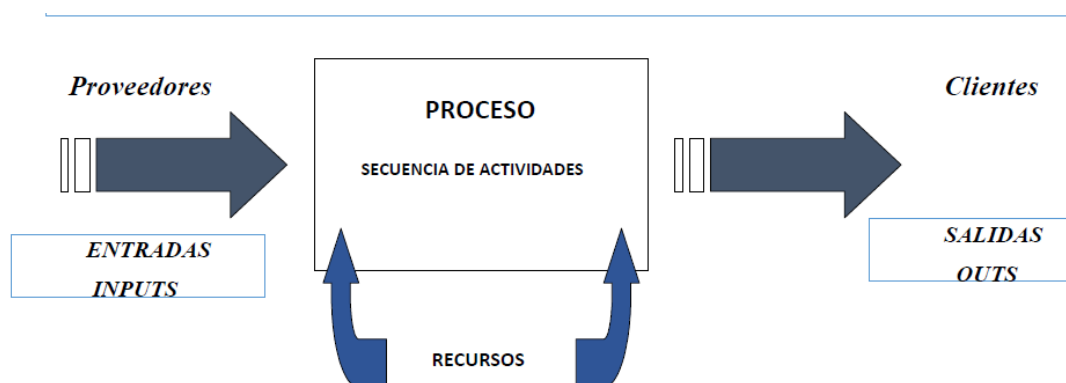 Proveedores
PROCESO
Clientes
SECUENCIA DE ACTIVIDADES
ENTRADAS
INPUTS
SALIDAS
OUTS
RECURSOS